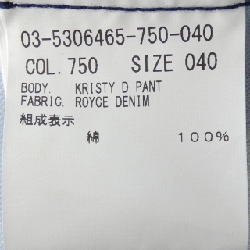 03-5306465-750-040
COL. 750 SIZE 040
BODY. KRISTY D PANT
FABRIC. ROYCE DENIM
組成表示
綿 100%